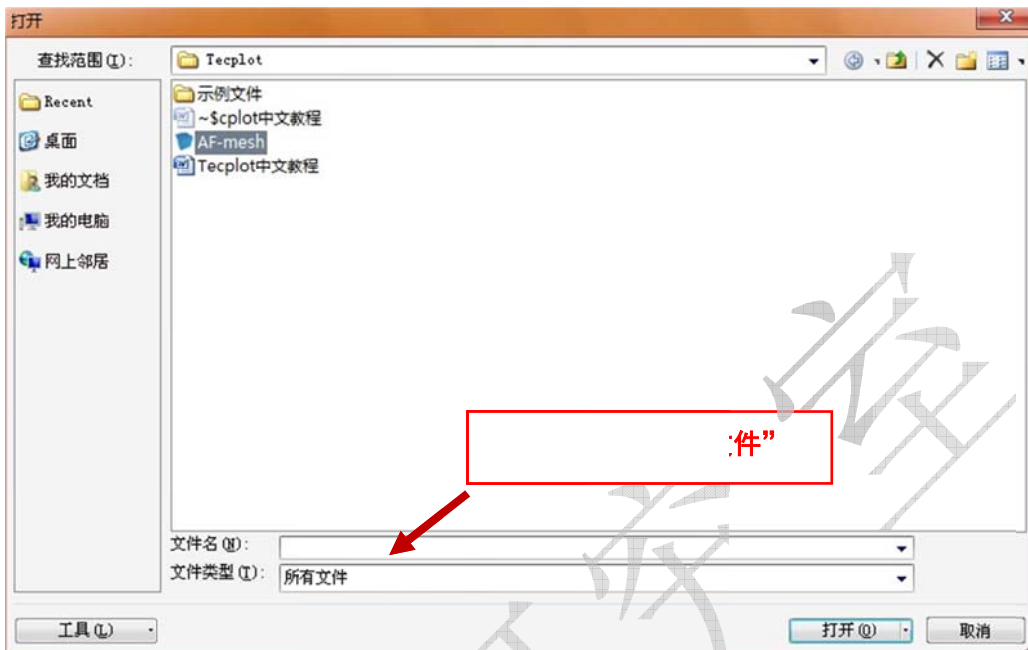 打开
查找范围(I):
Tecplot
Recent
桌面
我的文档
我的电脑
网上邻居
示例文件
~$cplot中文教程
AF-mesh
Tecplot中文教程
件”
文件名(N):
文件类型(T):
所有文件
工具(L)
打开(O)
取消